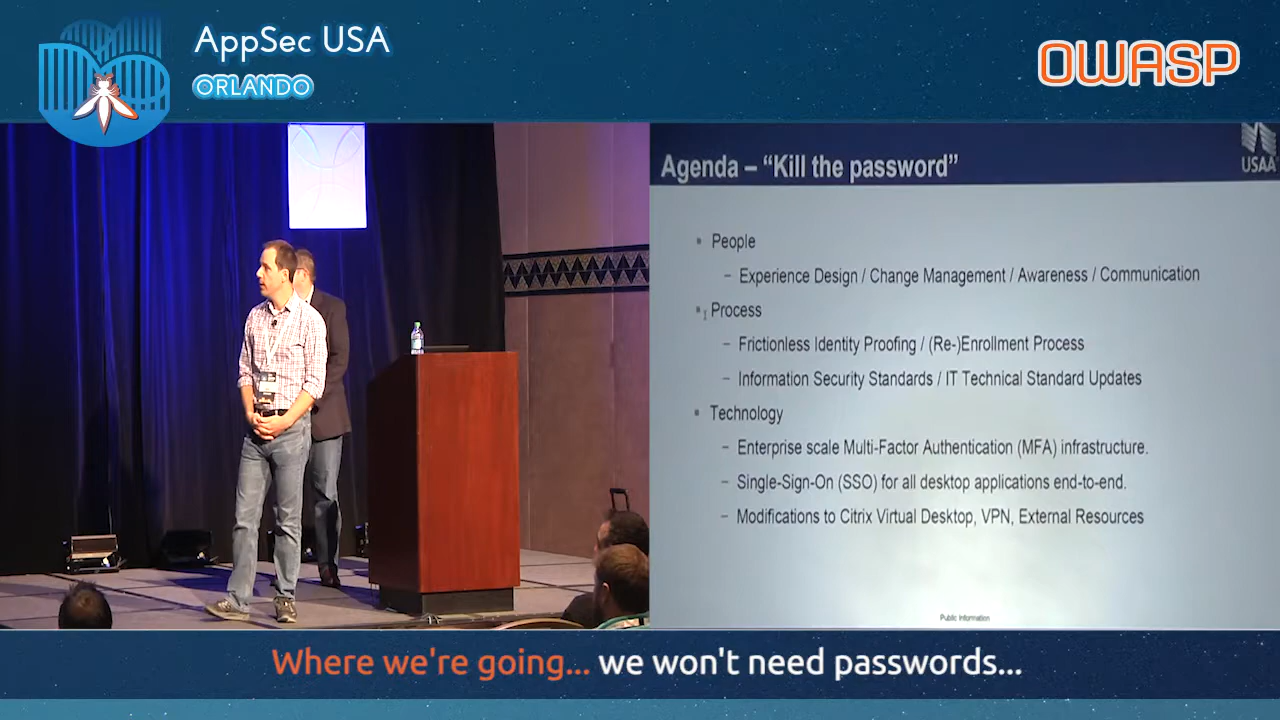 AppSec USA
ORLANDO
OWASP
Agenda – “Kill the password”
USAA
• People
– Experience Design / Change Management / Awareness / Communication
• Process
– Frictionless Identity Proofing / (Re-)Enrollment Process
– Information Security Standards / IT Technical Standard Updates
• Technology
– Enterprise scale Multi-Factor Authentication (MFA) infrastructure.
– Single-Sign-On (SSO) for all desktop applications end-to-end.
– Modifications to Citrix Virtual Desktop, VPN, External Resources
Public Information
Where we're going... we won't need passwords...